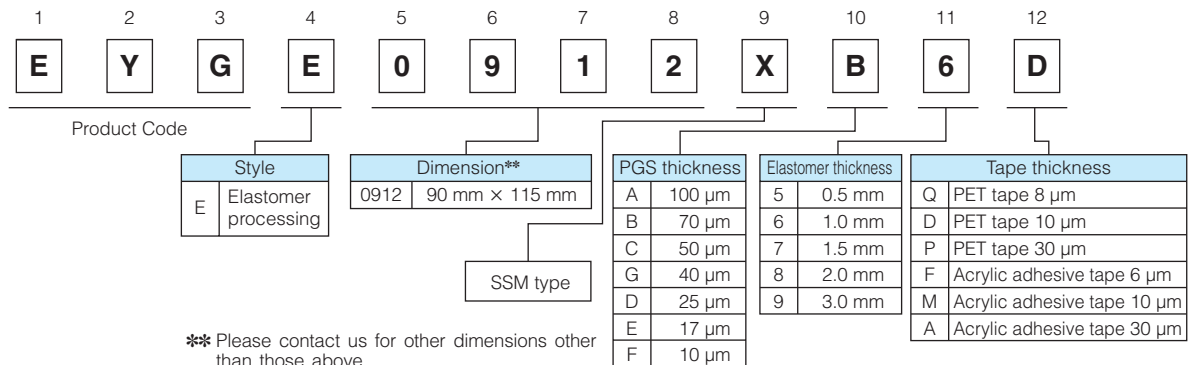 1 2 3 4 5 6 7 8 9 10 11 12
E Y G E 0 9 1 2 X B 6 D
Product Code
Style
E Elastomer
processing
Dimension**
0912 90 mm × 115 mm
SSM type
PGS thickness
A 100 µm
B 70 µm
C 50 µm
G 40 µm
D 25 µm
E 17 µm
F 10 µm
Elastomer thickness
5 0.5 mm
6 1.0 mm
7 1.5 mm
8 2.0 mm
9 3.0 mm
Tape thickness
Q PET tape 8 µm
D PET tape 10 µm
P PET tape 30 µm
F Acrylic adhesive tape 6 µm
M Acrylic adhesive tape 10 µm
A Acrylic adhesive tape 30 µm
** Please contact us for other dimensions other
than those above